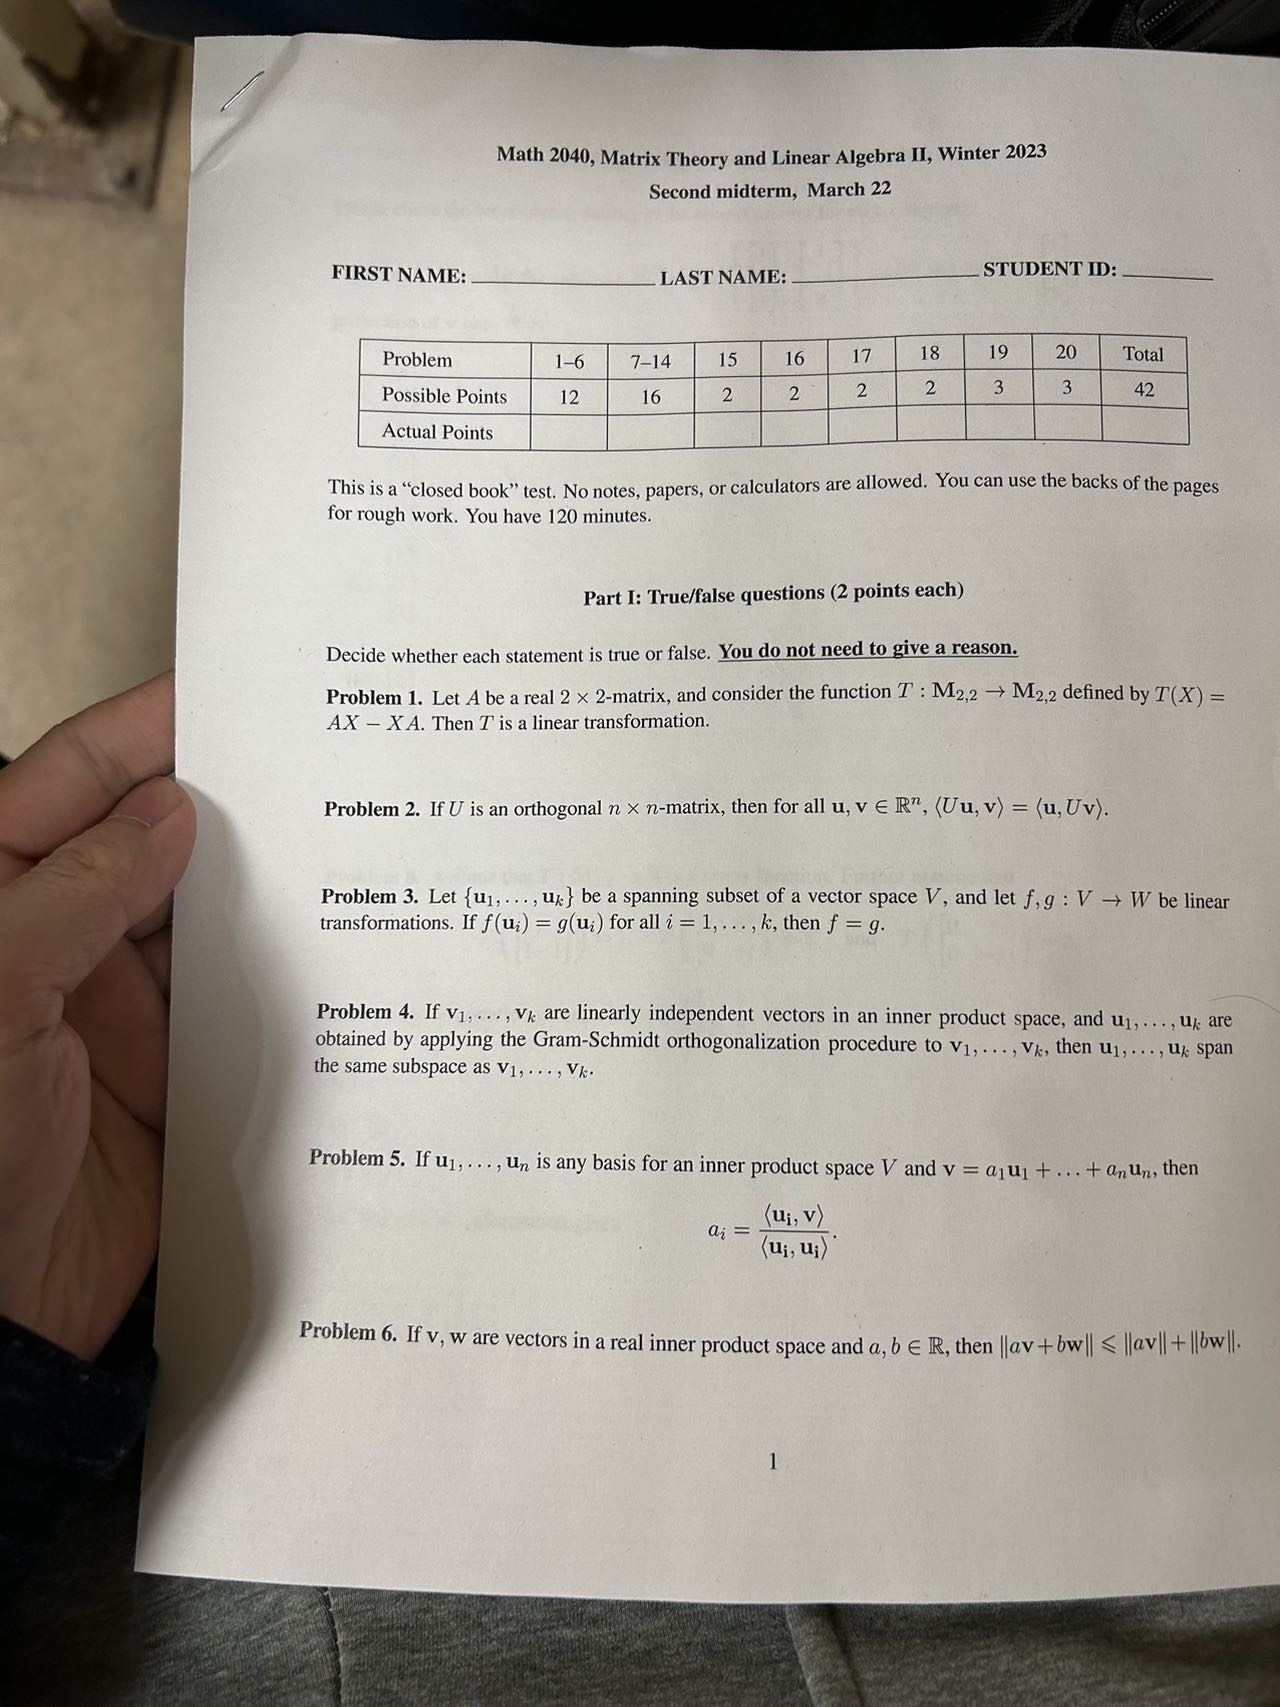 Math 2040, Matrix Theory and Linear Algebra II, Winter 2023
Second midterm, March 22
FIRST NAME: ______ LAST NAME: ______ STUDENT ID: ______
Problem 1–6 7–14 15 16 17 18 19 20 Total
Possible Points 12 16 2 2 2 2 3 3 42
Actual Points
This is a “closed book” test. No notes, papers, or calculators are allowed. You can use the backs of the pages
for rough work. You have 120 minutes.
Part I: True/false questions (2 points each)
Decide whether each statement is true or false. You do not need to give a reason.
Problem 1. Let A be a real 2 × 2-matrix, and consider the function T : M₂,₂ → M₂,₂ defined by T(X) =
AX − XA. Then T is a linear transformation.
Problem 2. If U is an orthogonal n × n-matrix, then for all u, v ∈ ℝⁿ, ⟨Uu, v⟩ = ⟨u, Uv⟩.
Problem 3. Let {u₁, . . . , uₖ} be a spanning subset of a vector space V, and let f, g : V → W be linear
transformations. If f(uᵢ) = g(uᵢ) for all i = 1, . . . , k, then f = g.
Problem 4. If v₁, . . . , vₖ are linearly independent vectors in an inner product space, and u₁, . . . , uₖ are
obtained by applying the Gram-Schmidt orthogonalization procedure to v₁, . . . , vₖ, then u₁, . . . , uₖ span
the same subspace as v₁, . . . , vₖ.
Problem 5. If u₁, . . . , uₙ is any basis for an inner product space V and v = a₁u₁ + . . . + aₙuₙ, then
aᵢ = ⟨uᵢ, v⟩ / ⟨uᵢ, uᵢ⟩.
Problem 6. If v, w are vectors in a real inner product space and a, b ∈ ℝ, then ‖av + bw‖ ⩽ ‖av‖ + ‖bw‖.
1